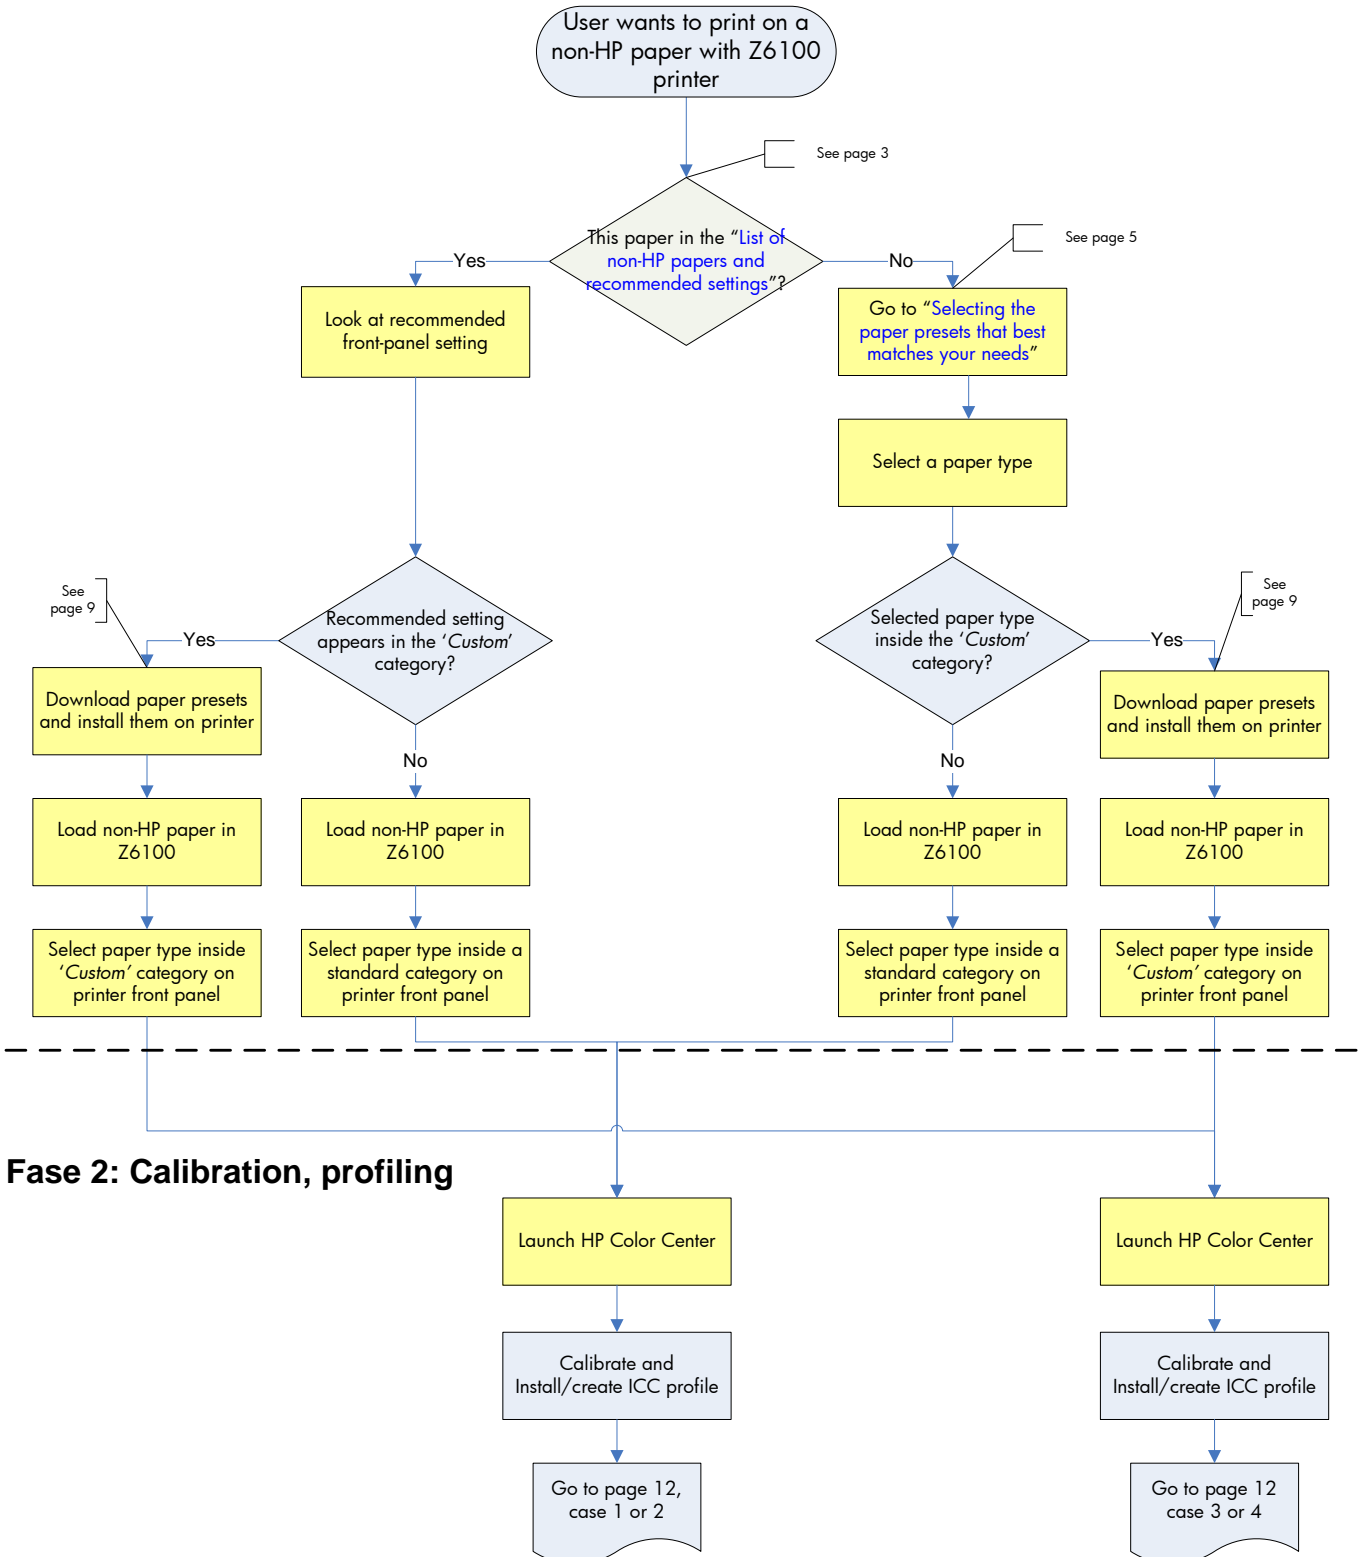 User wants to print on a
non-HP paper with Z6100
printer
See page 3
This paper in the “List of
non-HP papers and
recommended settings”?
See page 5
Yes
No
Look at recommended
front-panel setting
Go to “Selecting the
paper presets that best
matches your needs”
Select a paper type
See
page 9
Recommended setting
appears in the ‘Custom’
category?
Yes
No
Selected paper type
inside the ‘Custom’
category?
Yes
No
See
page 9
Download paper presets
and install them on printer
Download paper presets
and install them on printer
Load non-HP paper in
Z6100
Load non-HP paper in
Z6100
Load non-HP paper in
Z6100
Load non-HP paper in
Z6100
Select paper type inside
‘Custom’ category on
printer front panel
Select paper type inside a
standard category on
printer front panel
Select paper type inside a
standard category on
printer front panel
Select paper type inside
‘Custom’ category on
printer front panel
Fase 2: Calibration, profiling
Launch HP Color Center
Launch HP Color Center
Calibrate and
Install/create ICC profile
Calibrate and
Install/create ICC profile
Go to page 12,
case 1 or 2
Go to page 12
case 3 or 4